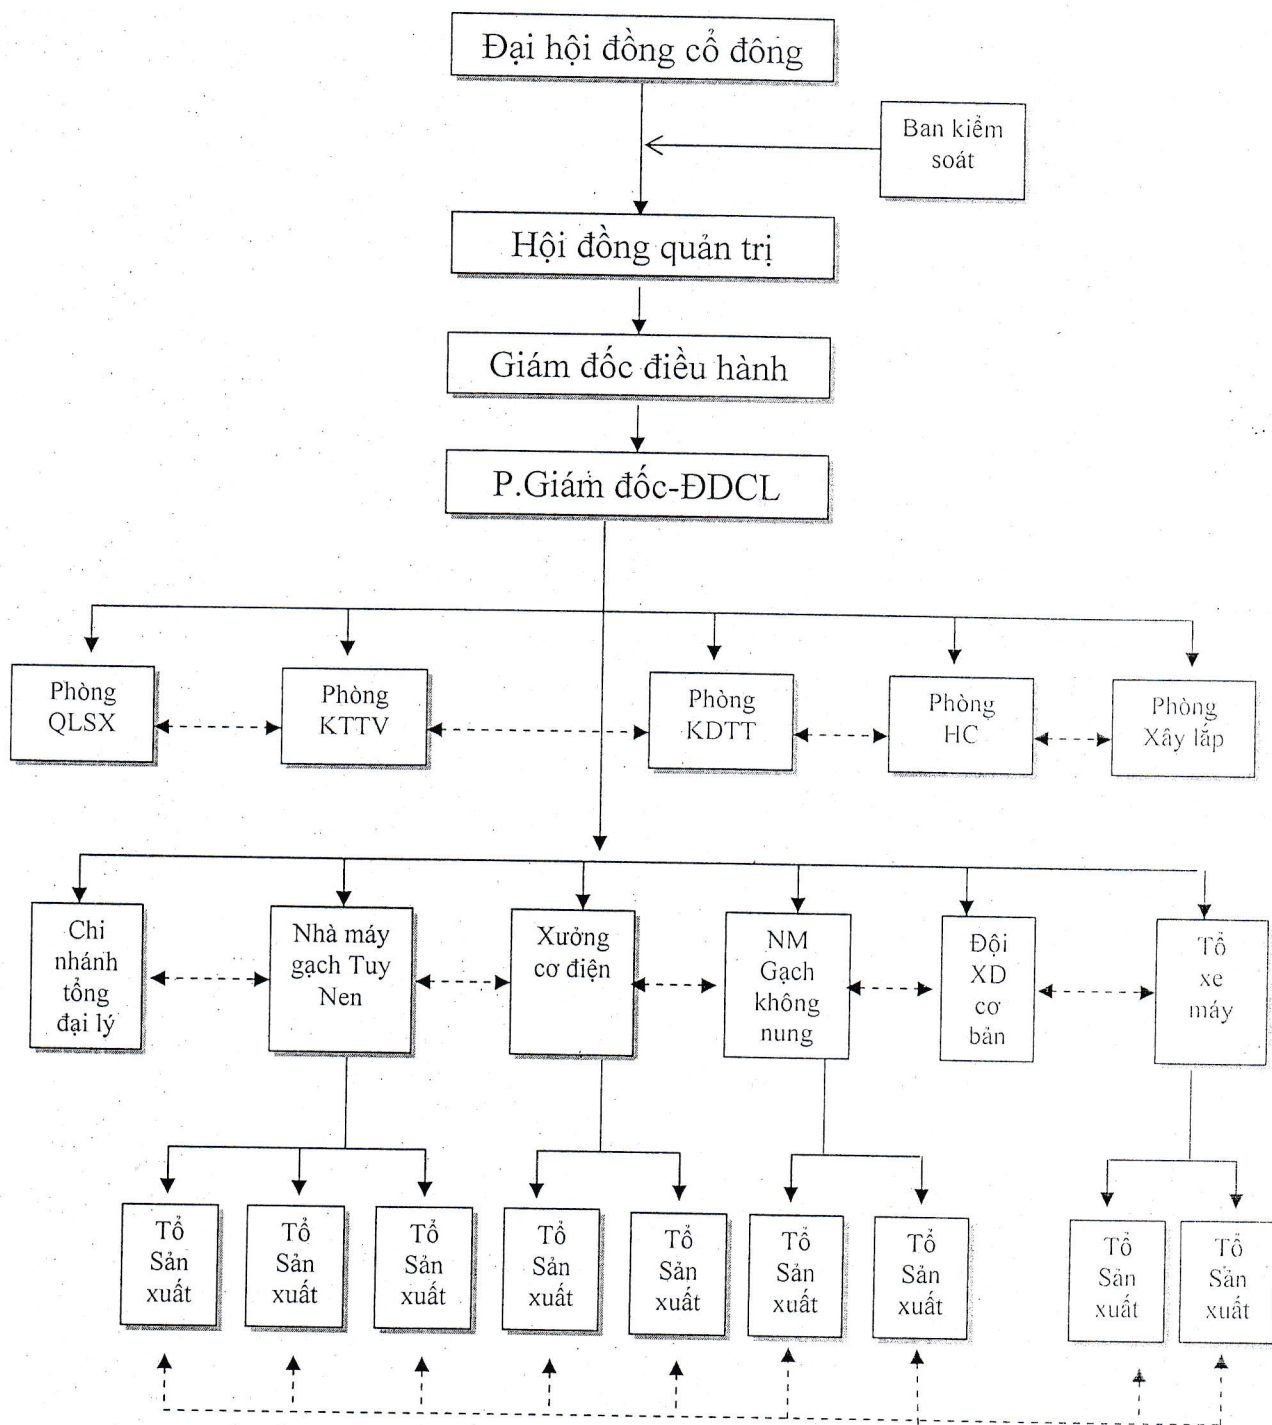 Đại hội đồng cổ đông
Ban kiểm
soát
Hội đồng quản trị
Giám đốc điều hành
P.Giám đốc-ĐDCL
Phòng
QLSX
Phòng
KTTV
Phòng
KDTT
Phòng
HC
Phòng
Xây lắp
Chi
nhánh
tổng
đại lý
Nhà máy
gạch Tuy
Nen
Xưởng
cơ điện
NM
Gạch
không
nung
Đội
XD
cơ
bản
Tổ
xe
máy
Tổ
Sản
xuất
Tổ
Sản
xuất
Tổ
Sản
xuất
Tổ
Sản
xuất
Tổ
Sản
xuất
Tổ
Sản
xuất
Tổ
Sản
xuất
Tổ
Sản
xuất
Tổ
Sản
xuất